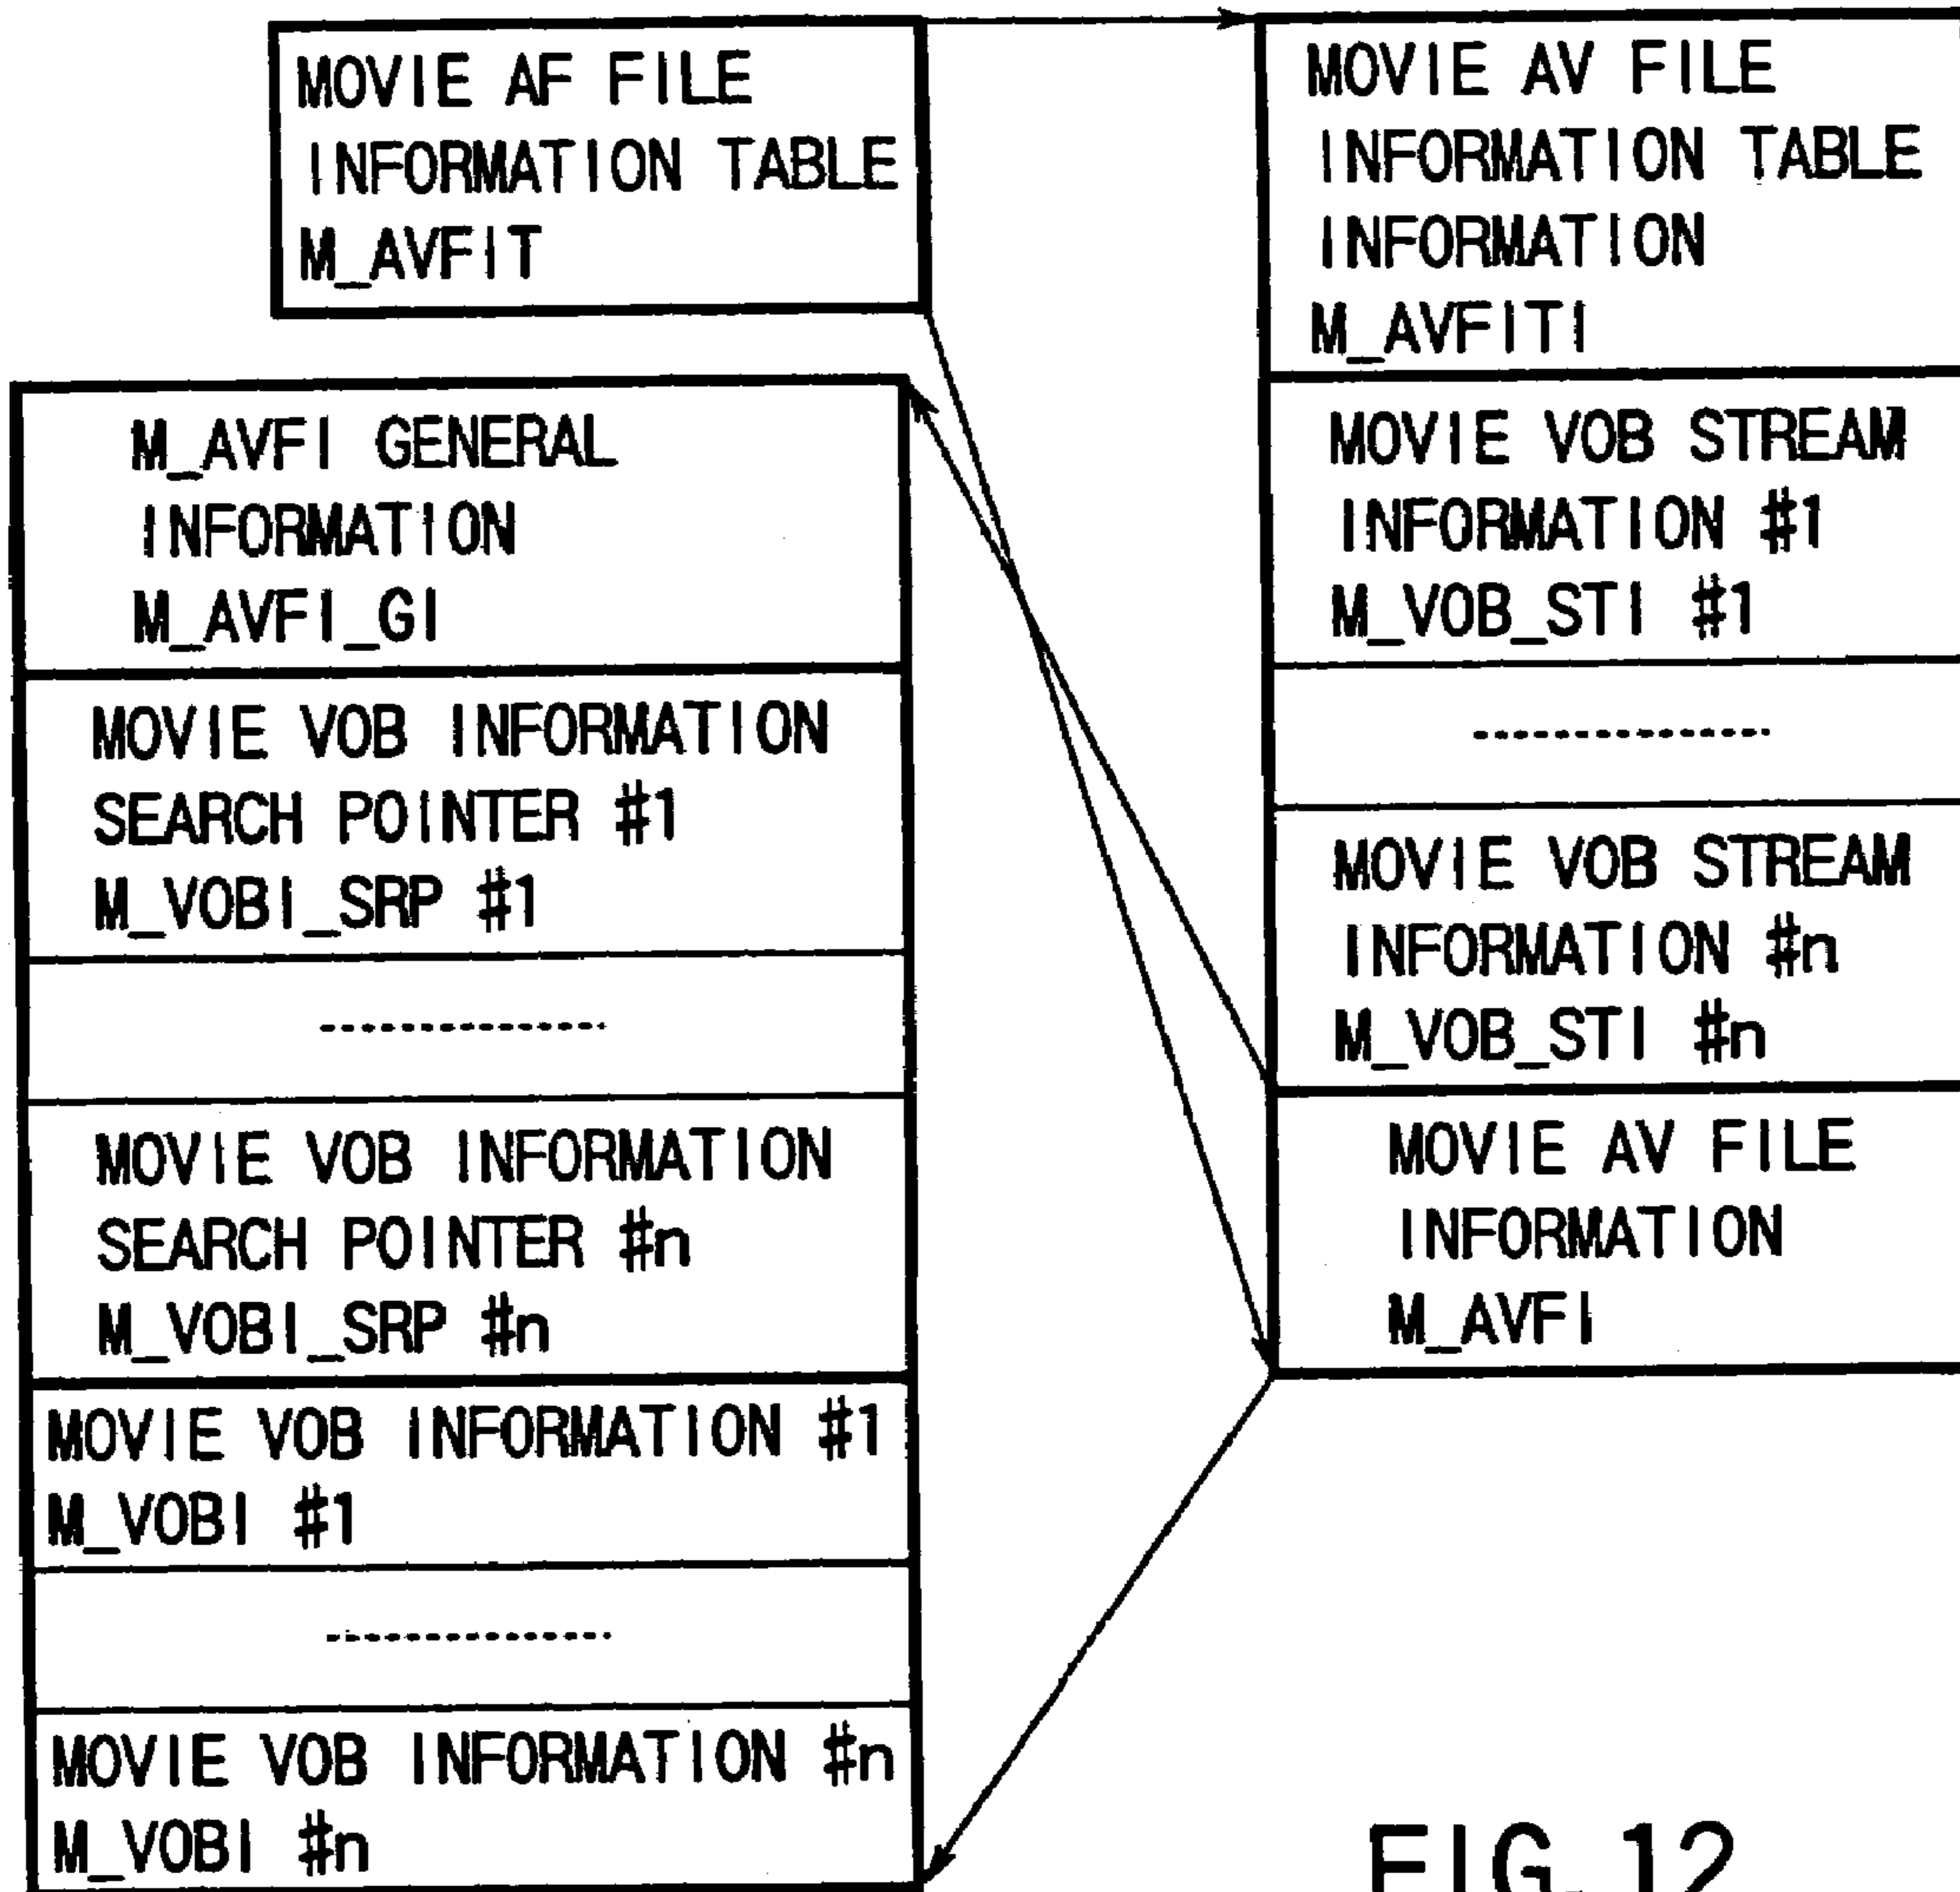 MOVIE AF FILE
INFORMATION TABLE
M_AVFIT
MOVIE AV FILE
INFORMATION TABLE
INFORMATION
M_AVFITI
MOVIE VOB STREAM
INFORMATION #1
M_VOB_STI #1
MOVIE VOB STREAM
INFORMATION #n
M_VOB_STI #n
MOVIE AV FILE
INFORMATION
M_AVFI
M_AVFI GENERAL
INFORMATION
M_AVFI_GI
MOVIE VOB INFORMATION
SEARCH POINTER #1
M_VOBI_SRP #1
MOVIE VOB INFORMATION
SEARCH POINTER #n
M_VOBI_SRP #n
MOVIE VOB INFORMATION #1
M_VOBI #1
MOVIE VOB INFORMATION #n
M_VOBI #n
FIG. 12